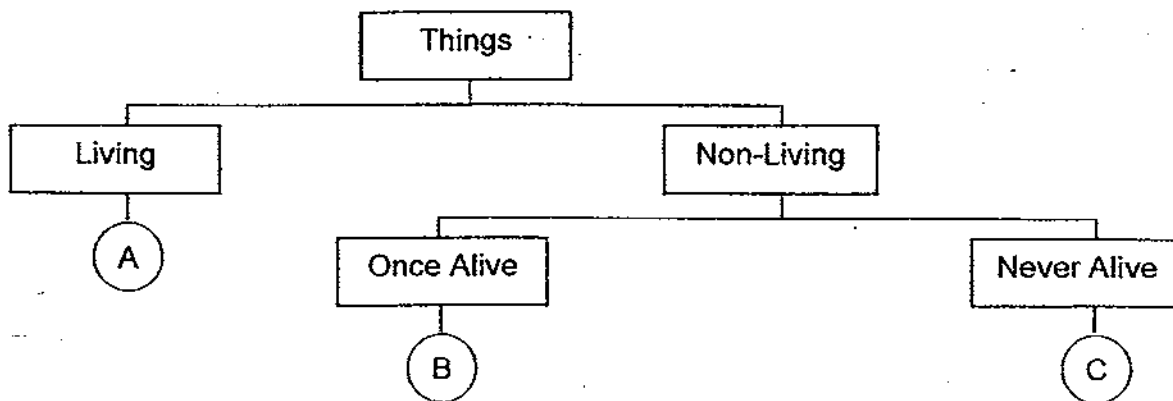 Things
Living
Non-Living
A
Once Alive
Never Alive
B
C